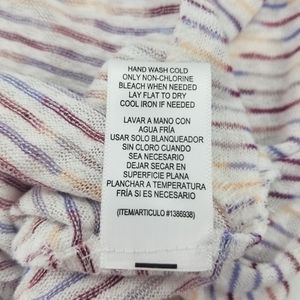 HAND WASH COLD
ONLY NON-CHLORINE
BLEACH WHEN NEEDED
LAY FLAT TO DRY
COOL IRON IF NEEDED
LAVAR A MANO CON
AGUA FRÍA
USAR SOLO BLANQUEADOR
SIN CLORO CUANDO
SEA NECESARIO
DEJAR SECAR EN
SUPERFICIE PLANA
PLANCHAR A TEMPERATURA
FRÍA SI ES NECESARIO
(ITEM/ARTICULO #1386938)